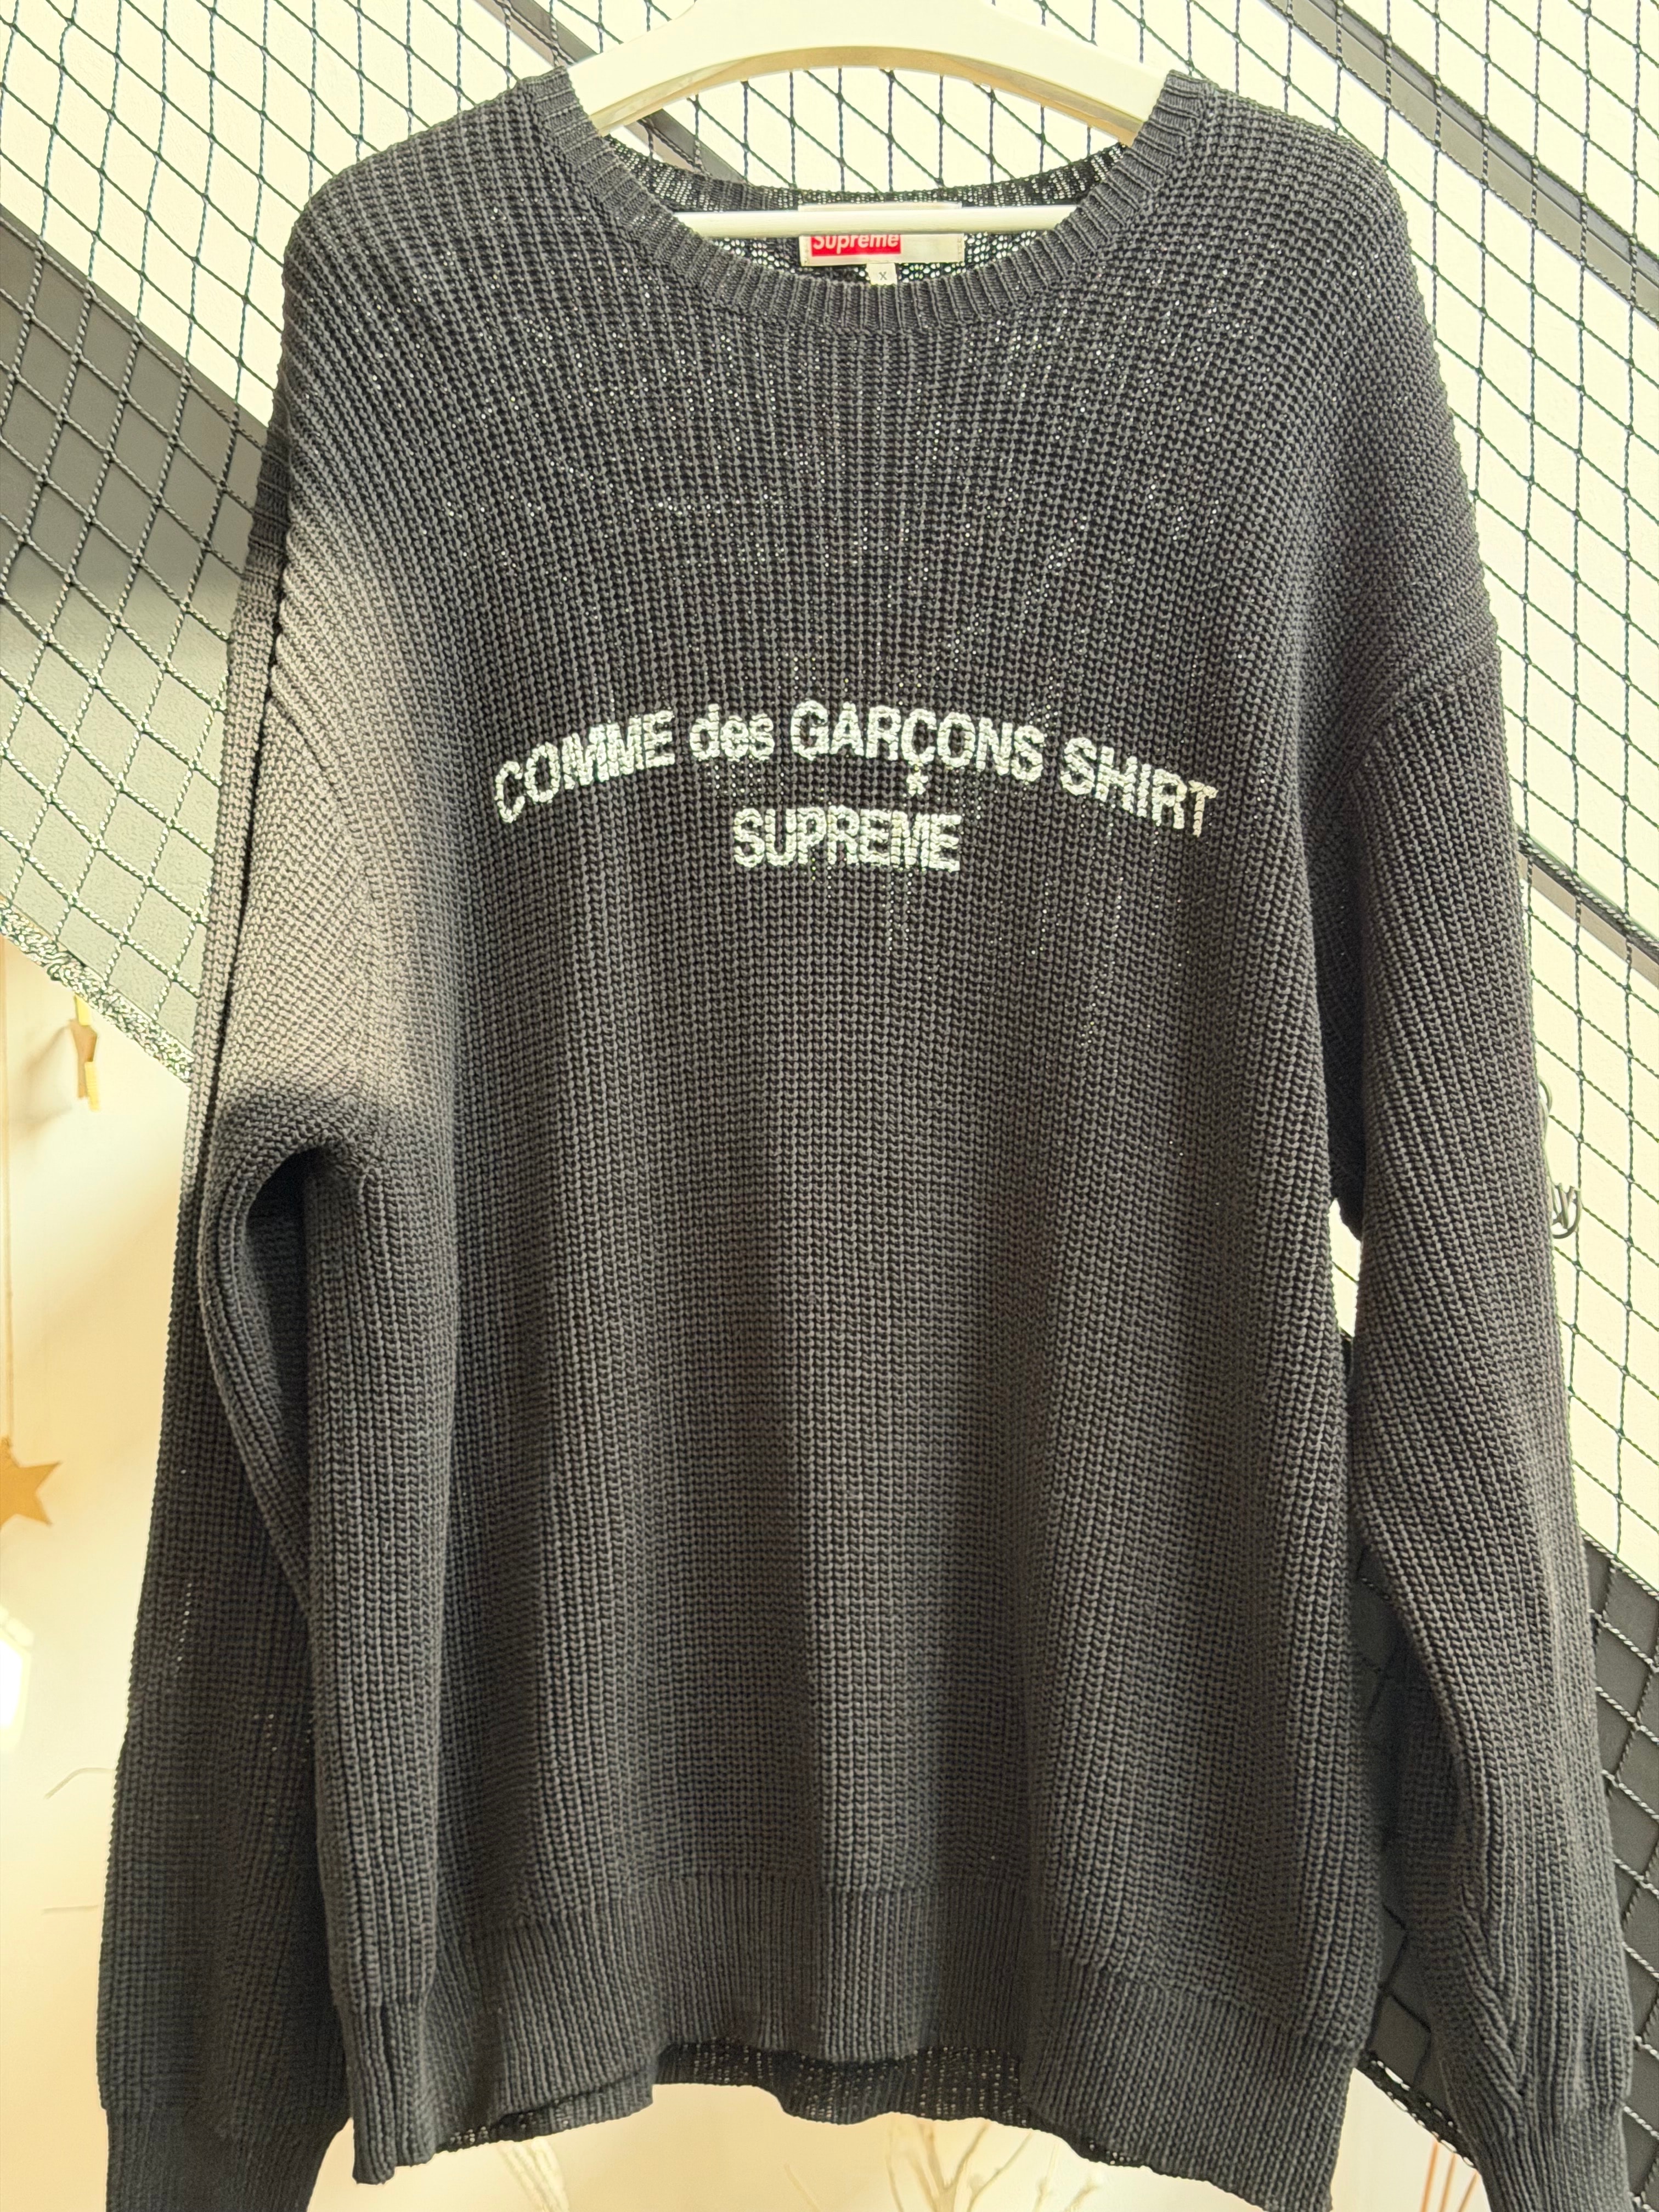 Supreme
X
COMME des GARÇONS SHIRT
SUPREME